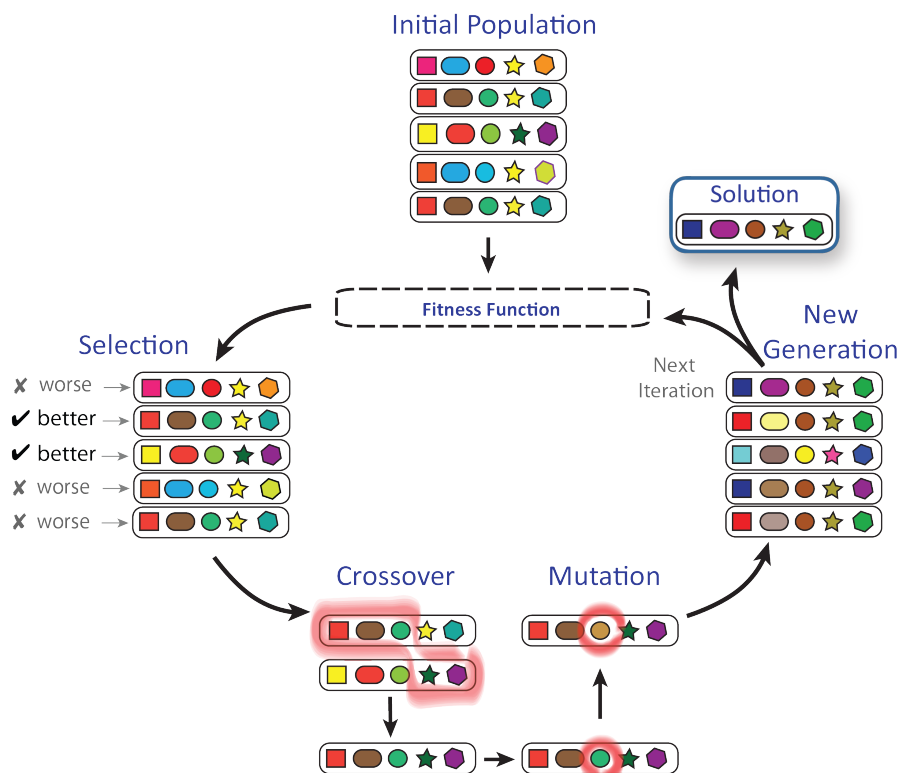 Initial Population
Solution
Fitness Function
New
Generation
Selection
Next
Iteration
✘ worse
✔ better
✔ better
✘ worse
✘ worse
Crossover
Mutation